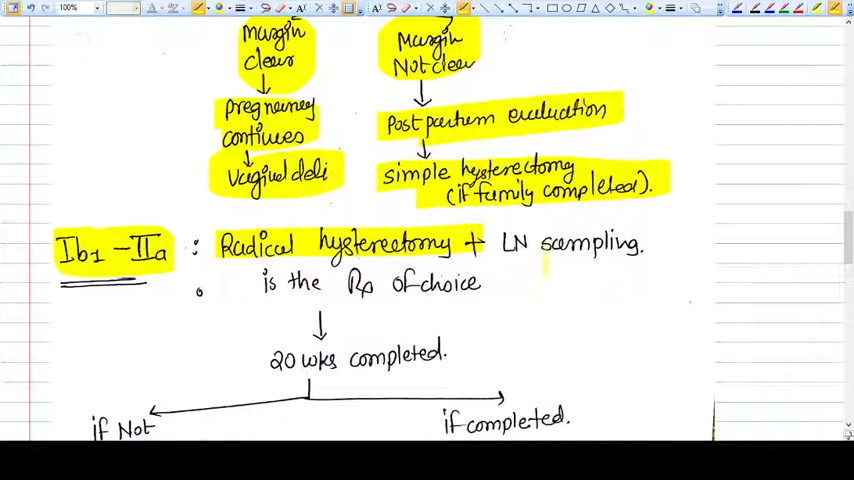 100%
Margin
clear
Margin
Not clear
pregnancy
continues
vaginal deli
Post partum evaluation
simple hysterectomy
(if family completed).
Ib1 - IIa : Radical hysterectomy + LN sampling.
is the Rx of choice
20 wks completed.
if Not
if completed.